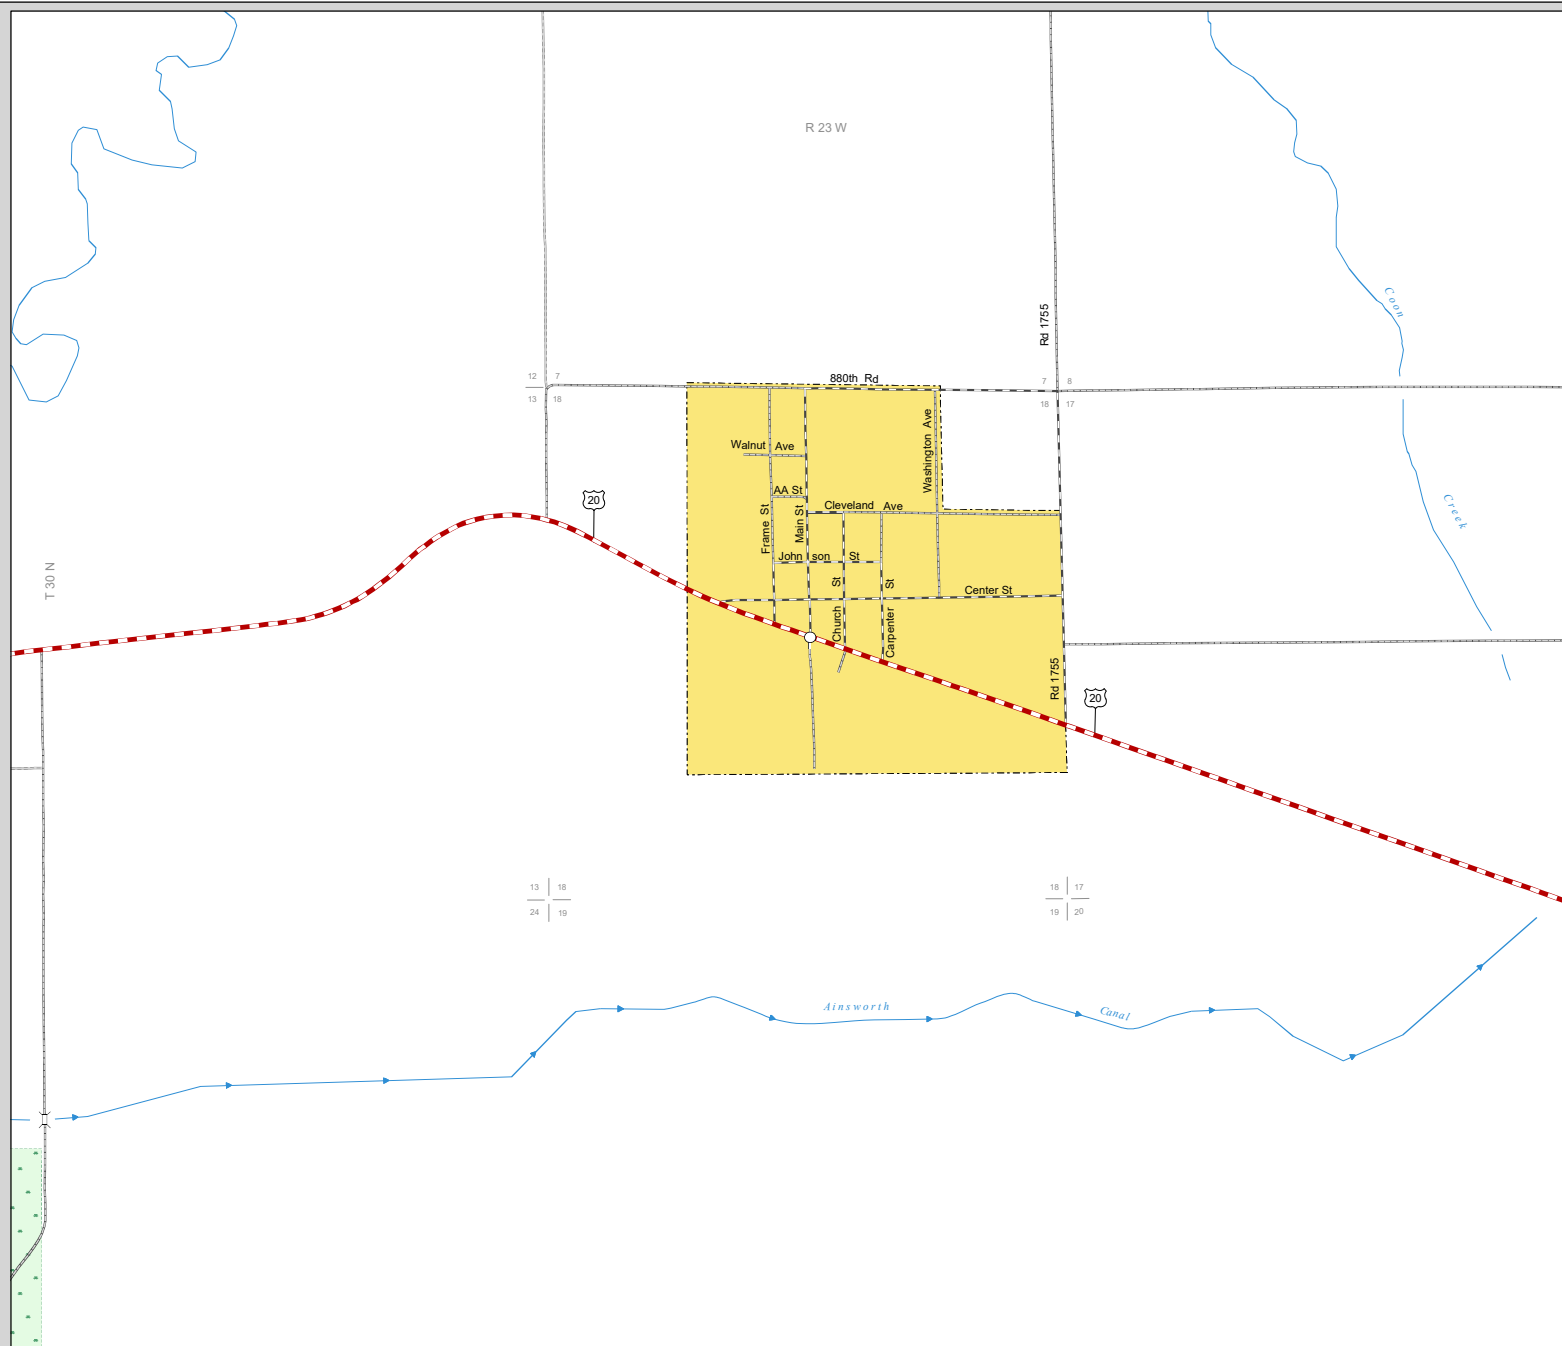 R 23 W
Coon
Rd 1755
12 7
880th Rd
7 8
13 18
18 17
Washington Ave
Walnut Ave
AA St
20
Cleveland Ave
Creek
Frame St
Main St
John son St
T 30 N
Center St
Church St
Carpenter St
Rd 1755
20
13 18
18 17
24 19
19 20
Ainsworth
Canal